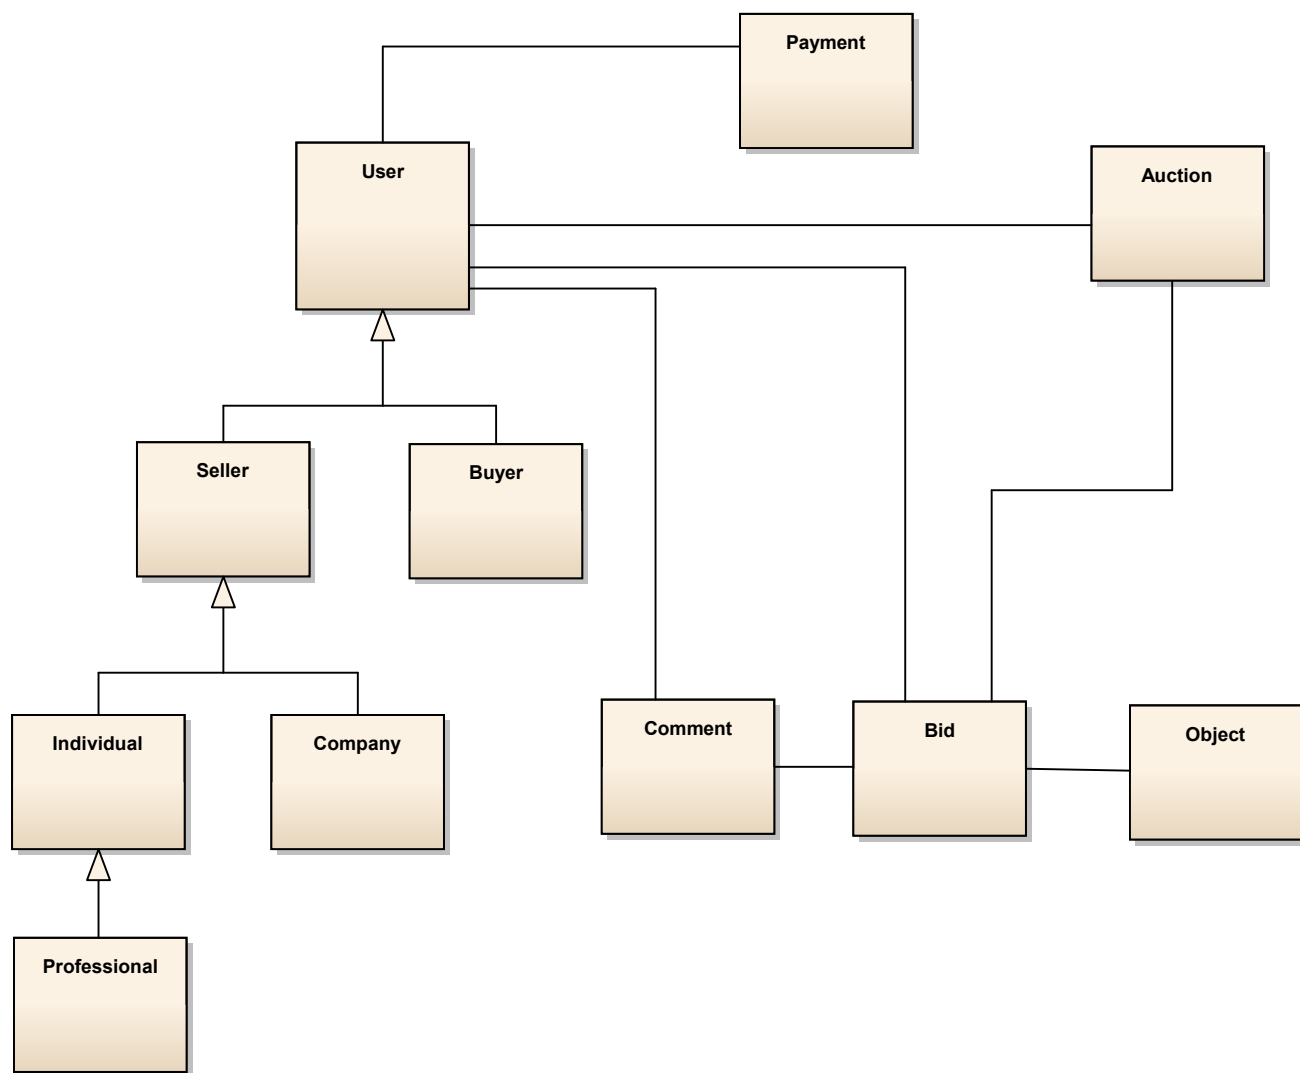 Payment
User
Auction
Seller
Buyer
Individual
Company
Comment
Bid
Object
Professional